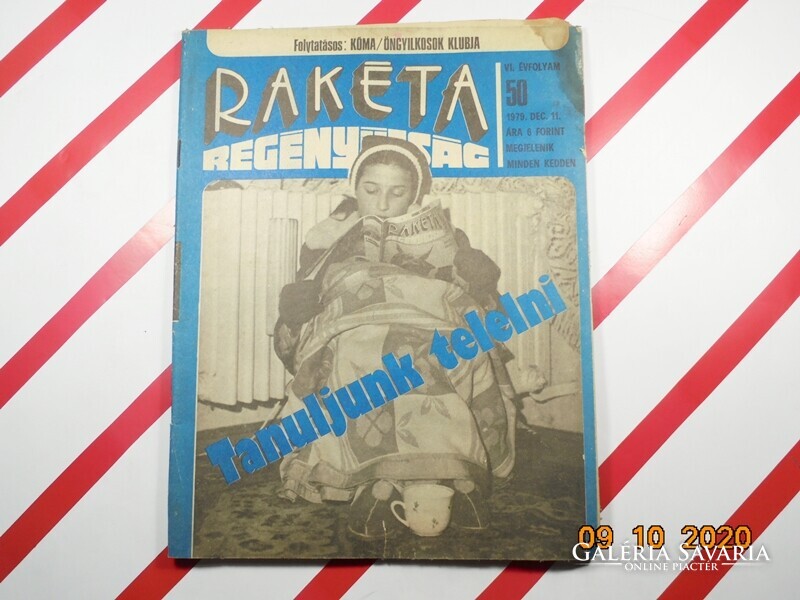 Folytatásos: KÓMA/ÖNGYILKOSOK KLUBJA
RAKÉTA
REGÉNYÚJSÁG
VI. ÉVFOLYAM
50
1979. DEC. 11.
ÁRA 6 FORINT
MEGJELENIK
MINDEN KEDDEN
RAKÉTA
Tanuljunk telelni
09 10 2020
GALÉRIA SAVARIA
ONLINE PIACTÉR